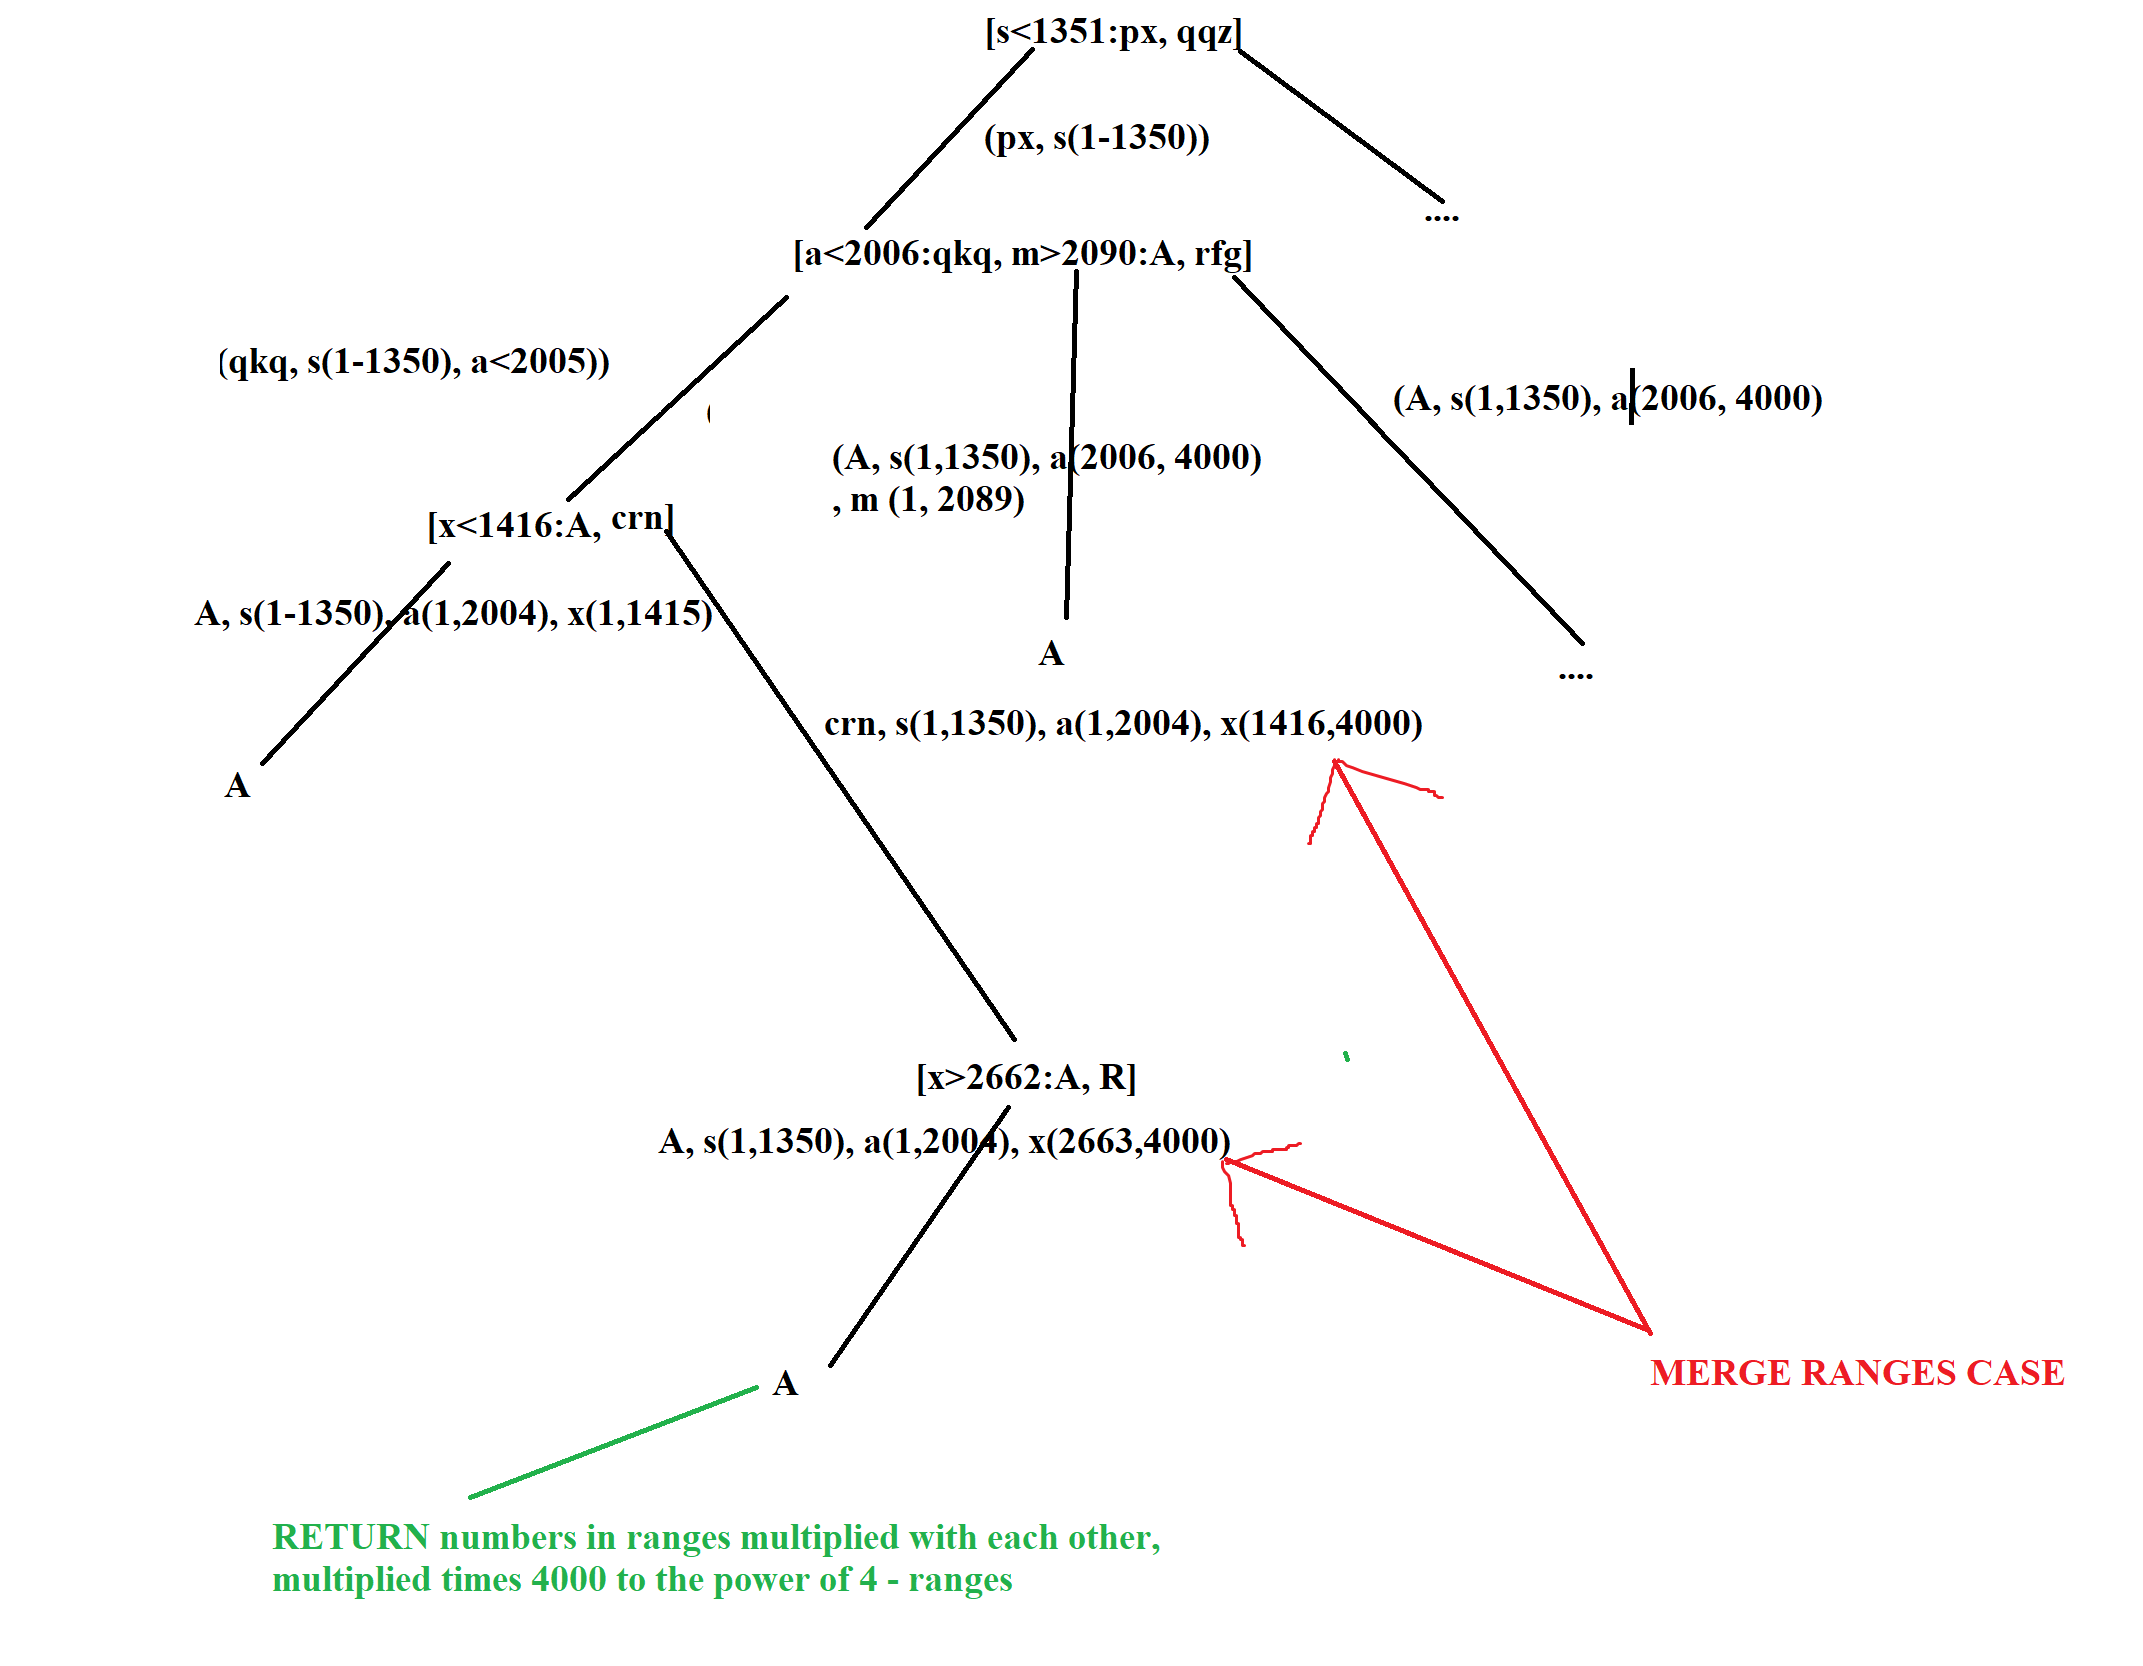 [s<1351:px, qqz]
(px, s(1-1350))
....
[a<2006:qkq, m>2090:A, rfg]
(qkq, s(1-1350), a<2005))
(A, s(1,1350), a(2006, 4000)
(
(A, s(1,1350), a(2006, 4000)
, m (1, 2089)
[x<1416:A, crn]
A, s(1-1350), a(1,2004), x(1,1415)
A
....
crn, s(1,1350), a(1,2004), x(1416,4000)
A
[x>2662:A, R]
A, s(1,1350), a(1,2004), x(2663,4000)
MERGE RANGES CASE
A
RETURN numbers in ranges multiplied with each other,
multiplied times 4000 to the power of 4 - ranges